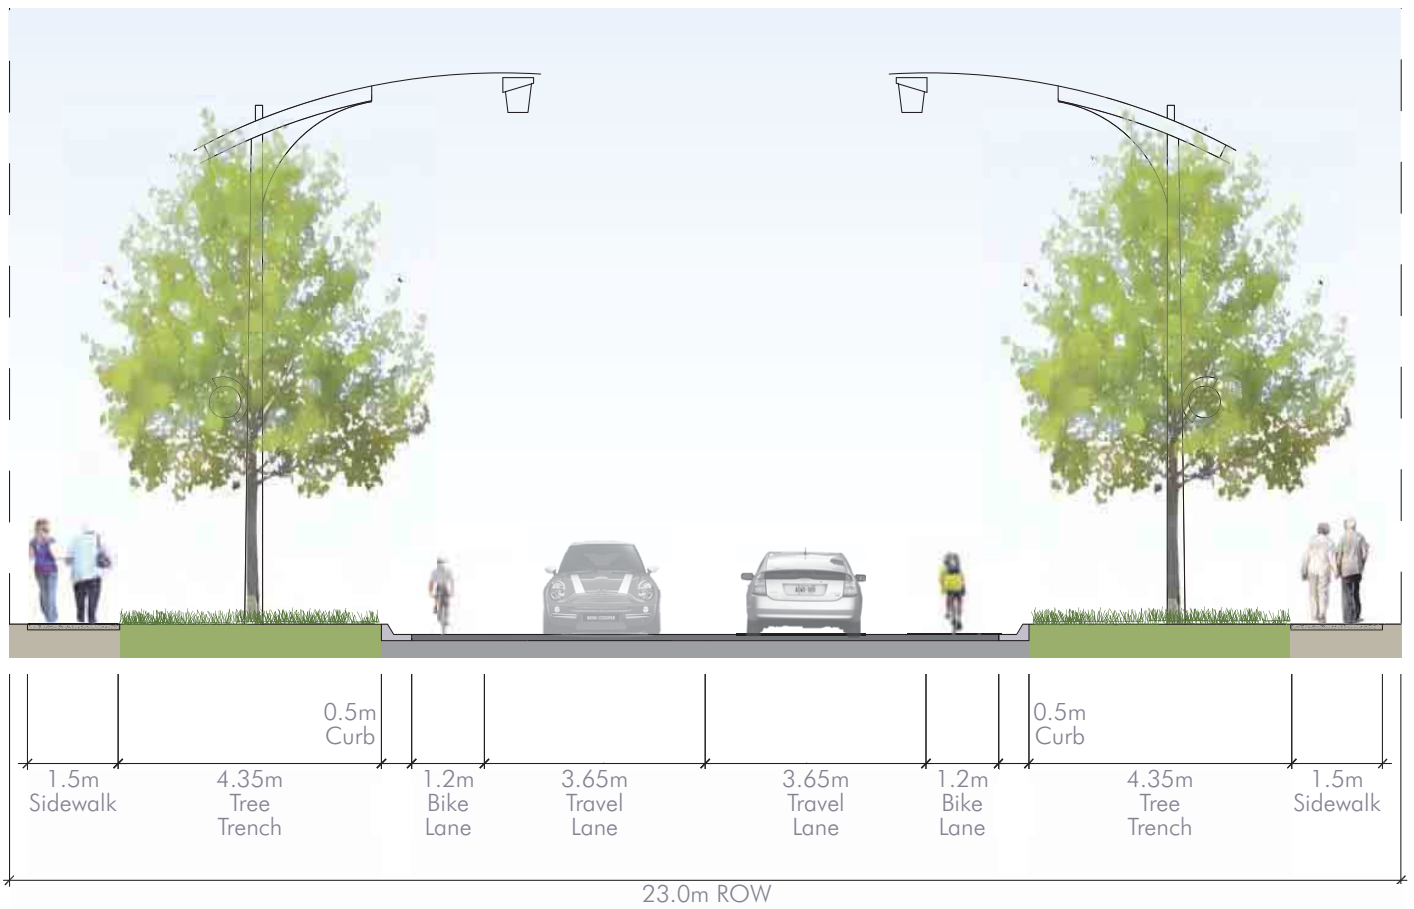 0.5m
Curb
0.5m
Curb
1.5m
Sidewalk
4.35m
Tree
Trench
1.2m
Bike
Lane
3.65m
Travel
Lane
3.65m
Travel
Lane
1.2m
Bike
Lane
4.35m
Tree
Trench
1.5m
Sidewalk
23.0m ROW